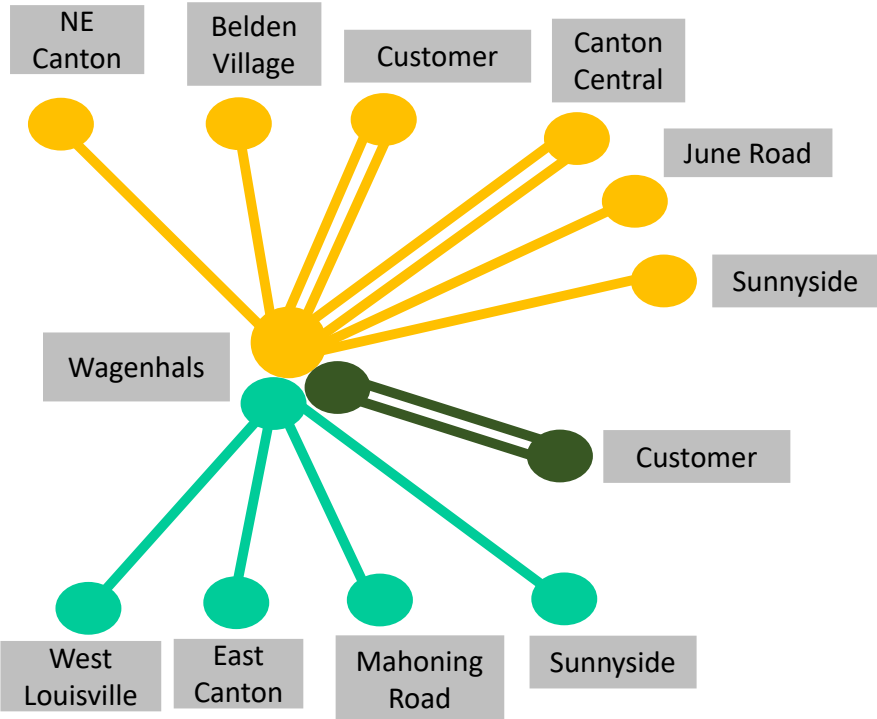 NE
Canton
Belden
Village
Customer
Canton
Central
June Road
Sunnyside
Wagenhals
Customer
West
Louisville
East
Canton
Mahoning
Road
Sunnyside